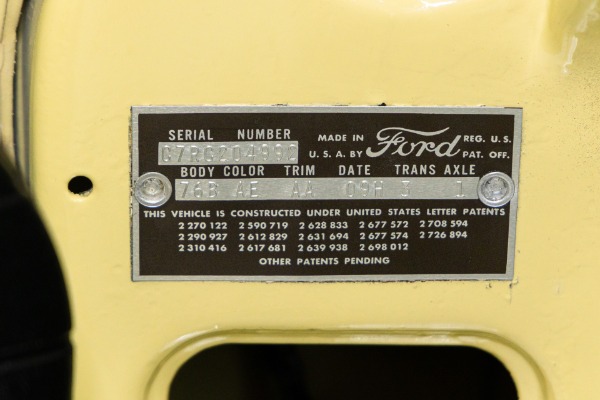 SERIAL NUMBER
MADE IN Ford REG. U.S.
U.S.A. BY PAT. OFF.
BODY COLOR TRIM DATE TRANS AXLE
76B AE AA 09H 3 1
THIS VEHICLE IS CONSTRUCTED UNDER UNITED STATES LETTER PATENTS
2 270 122 2 590 719 2 628 833 2 677 572 2 708 594
2 290 927 2 612 829 2 631 694 2 677 574 2 726 894
2 310 416 2 617 681 2 639 938 2 698 012
OTHER PATENTS PENDING